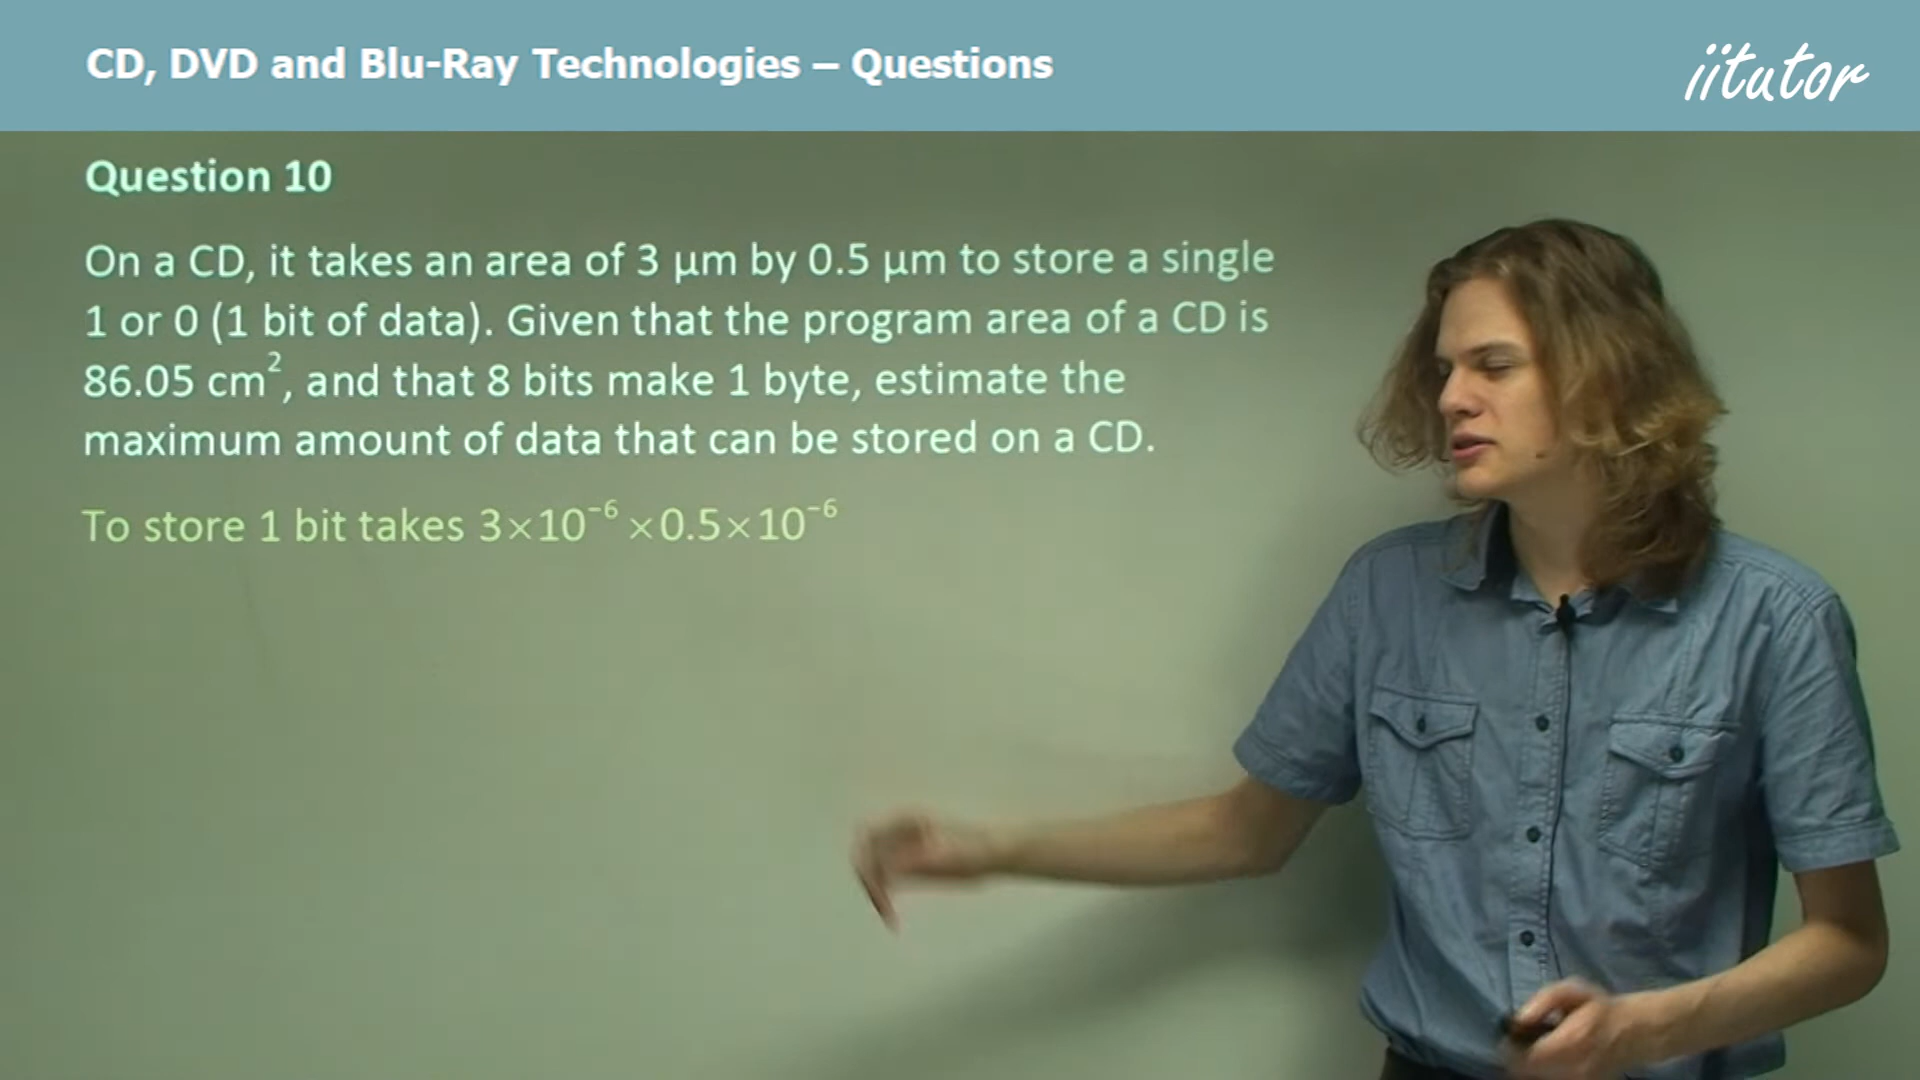 CD, DVD and Blu-Ray Technologies – Questions
iitutor
Question 10
On a CD, it takes an area of 3 µm by 0.5 µm to store a single
1 or 0 (1 bit of data). Given that the program area of a CD is
86.05 cm², and that 8 bits make 1 byte, estimate the
maximum amount of data that can be stored on a CD.
To store 1 bit takes 3×10⁻⁶ ×0.5×10⁻⁶